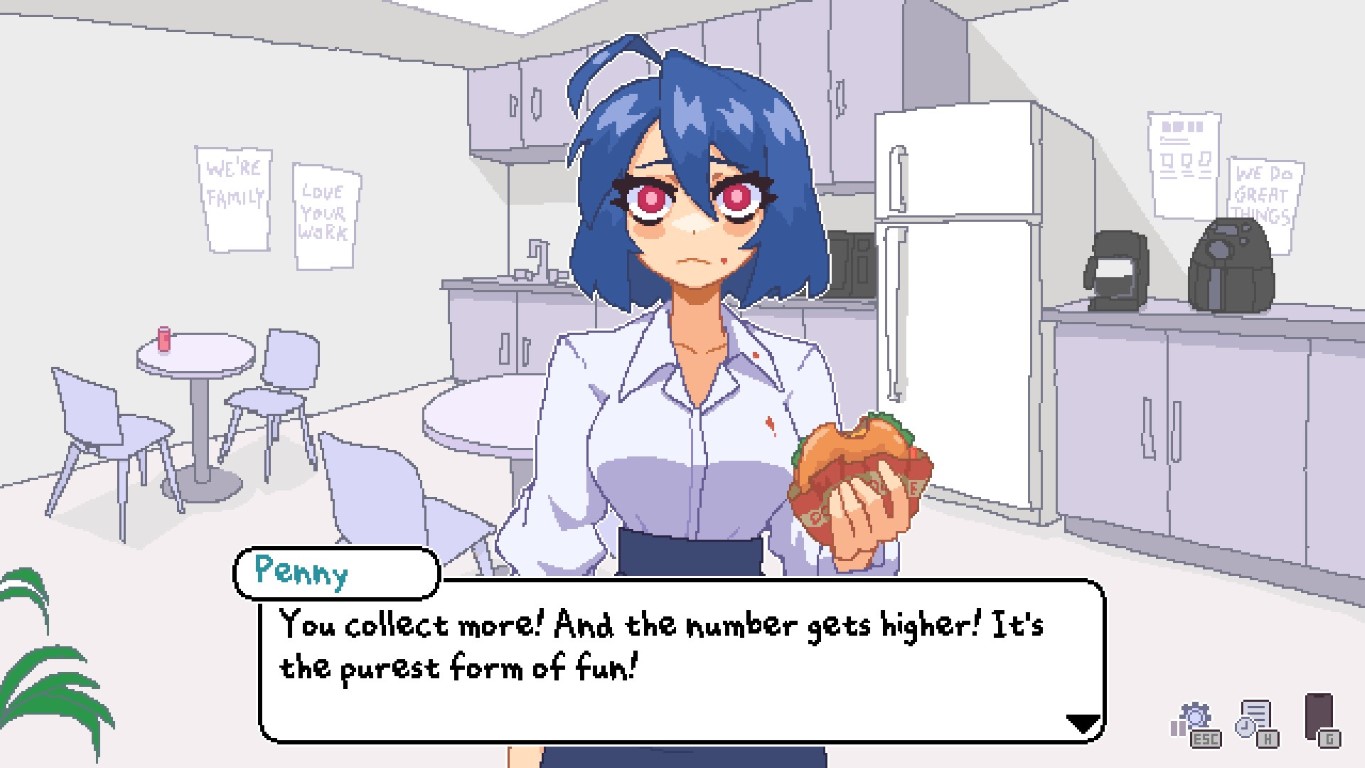 WE'RE
FAMILY
LOVE
YOUR
WORK
WE DO
GREAT
THINGS
Penny
You collect more! And the number gets higher! It's
the purest form of fun!
ESC
H
G